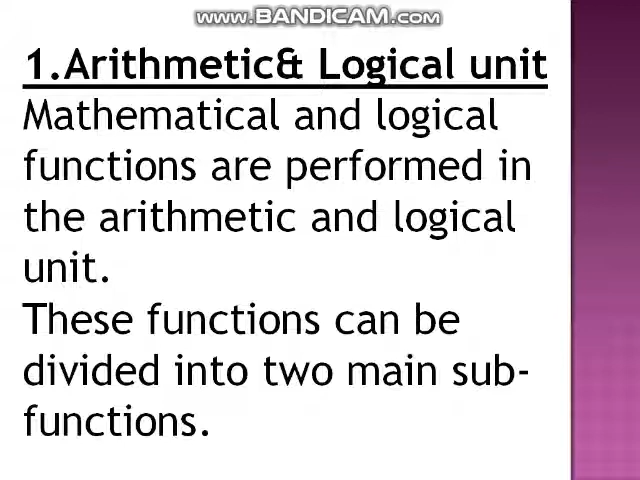 www.BANDICAM.com
1.Arithmetic& Logical unit
Mathematical and logical
functions are performed in
the arithmetic and logical
unit.
These functions can be
divided into two main sub-
functions.